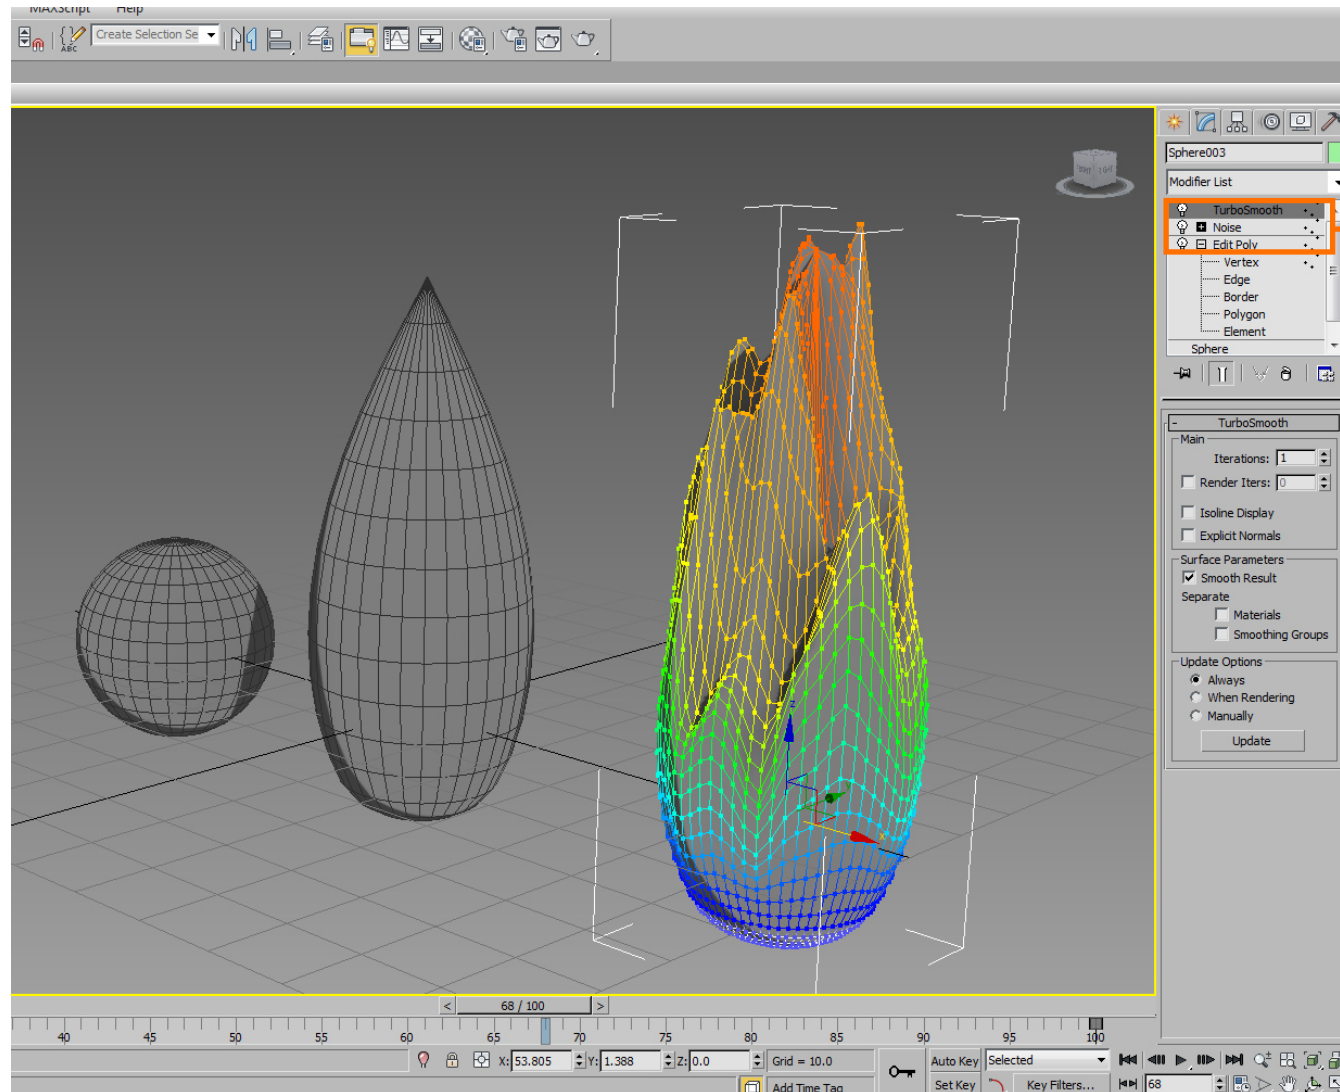 MAXScript Help
ABC
Create Selection Se
Sphere003
Modifier List
TurboSmooth
Noise
Edit Poly
Vertex
Edge
Border
Polygon
Element
Sphere
- TurboSmooth
Main
Iterations: 1
Render Iters: 0
Isoline Display
Explicit Normals
Surface Parameters
Smooth Result
Separate
Materials
Smoothing Groups
Update Options
Always
When Rendering
Manually
Update
z
x
< 68 / 100 >
40 45 50 55 60 65 70 75 80 85 90 95 100
X: 53.805 Y: 1.388 Z: 0.0 Grid = 10.0 Auto Key Selected
Add Time Tag Set Key Key Filters... 68